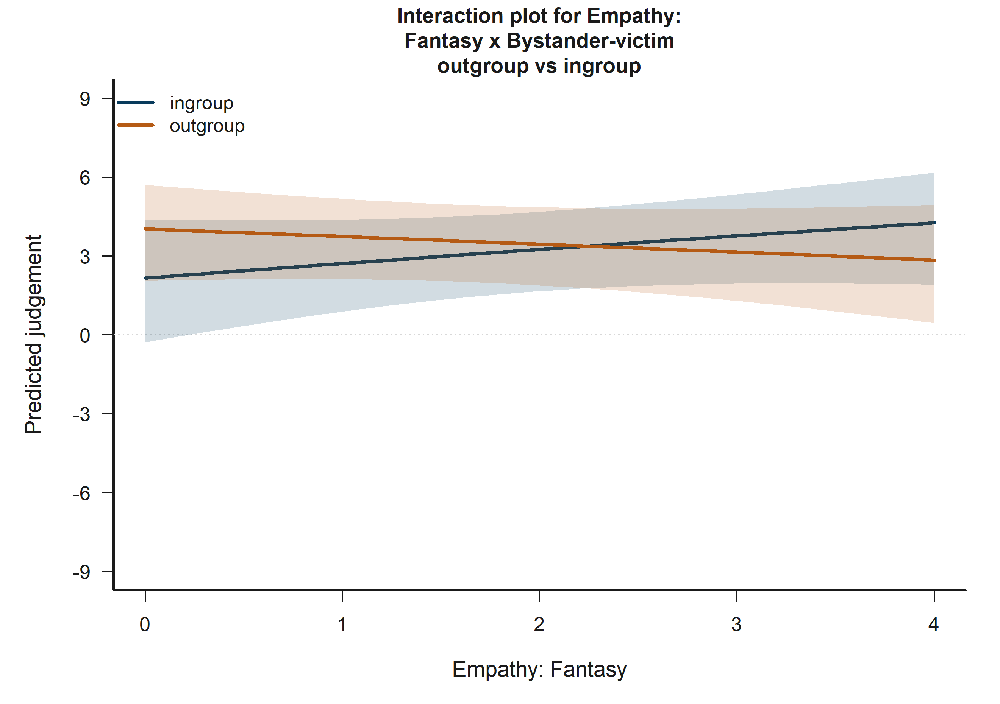 Interaction plot for Empathy:
Fantasy x Bystander-victim
outgroup vs ingroup
ingroup
outgroup
Predicted judgement
9
6
3
0
-3
-6
-9
0
1
2
3
4
Empathy: Fantasy